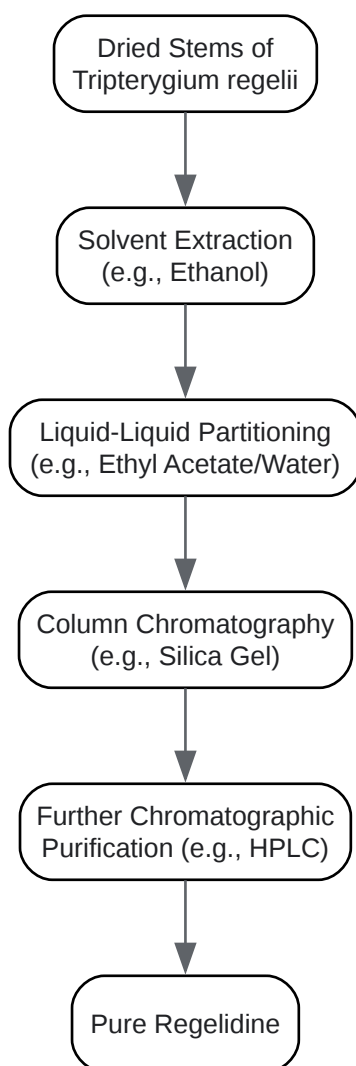 Dried Stems of
Tripterygium regelii
Solvent Extraction
(e.g., Ethanol)
Liquid-Liquid Partitioning
(e.g., Ethyl Acetate/Water)
Column Chromatography
(e.g., Silica Gel)
Further Chromatographic
Purification (e.g., HPLC)
Pure Regelidine